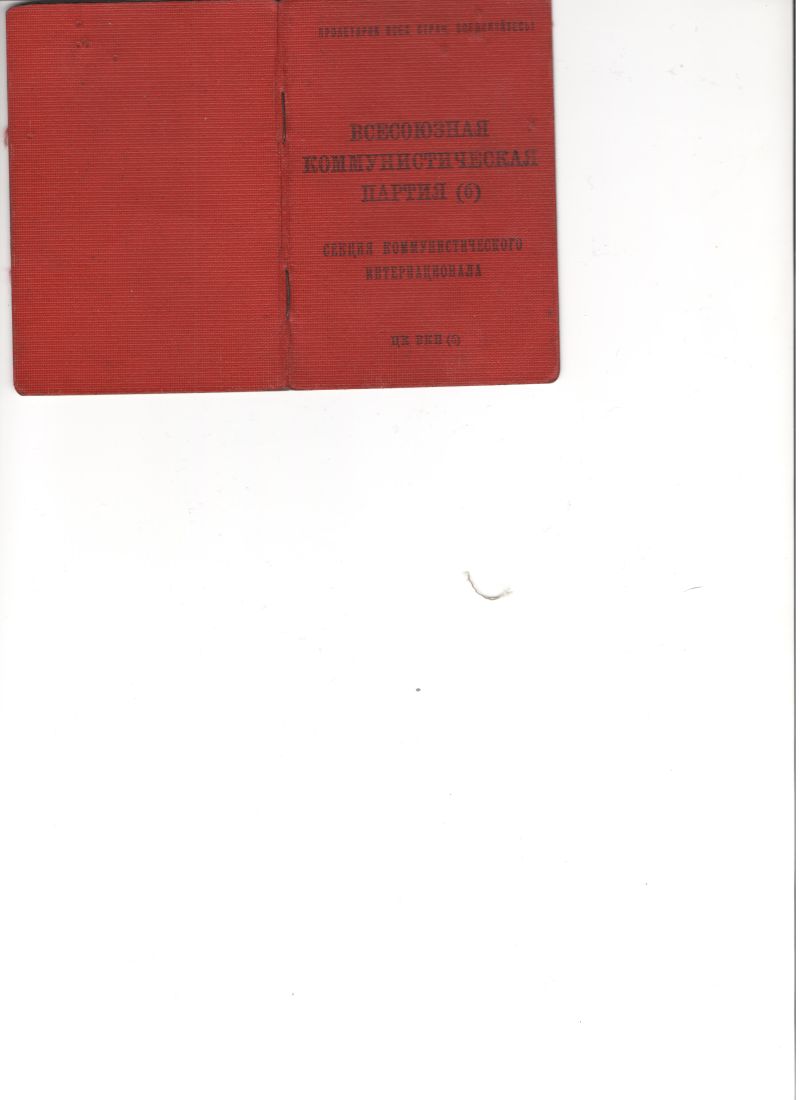 ПРОЛЕТАРИИ ВСЕХ СТРАН, СОЕДИНЯЙТЕСЬ!
ВСЕСОЮЗНАЯ
КОММУНИСТИЧЕСКАЯ
ПАРТИЯ (б)
СЕКЦИЯ КОММУНИСТИЧЕСКОГО
ИНТЕРНАЦИОНАЛА
ЦК ВКП (б)